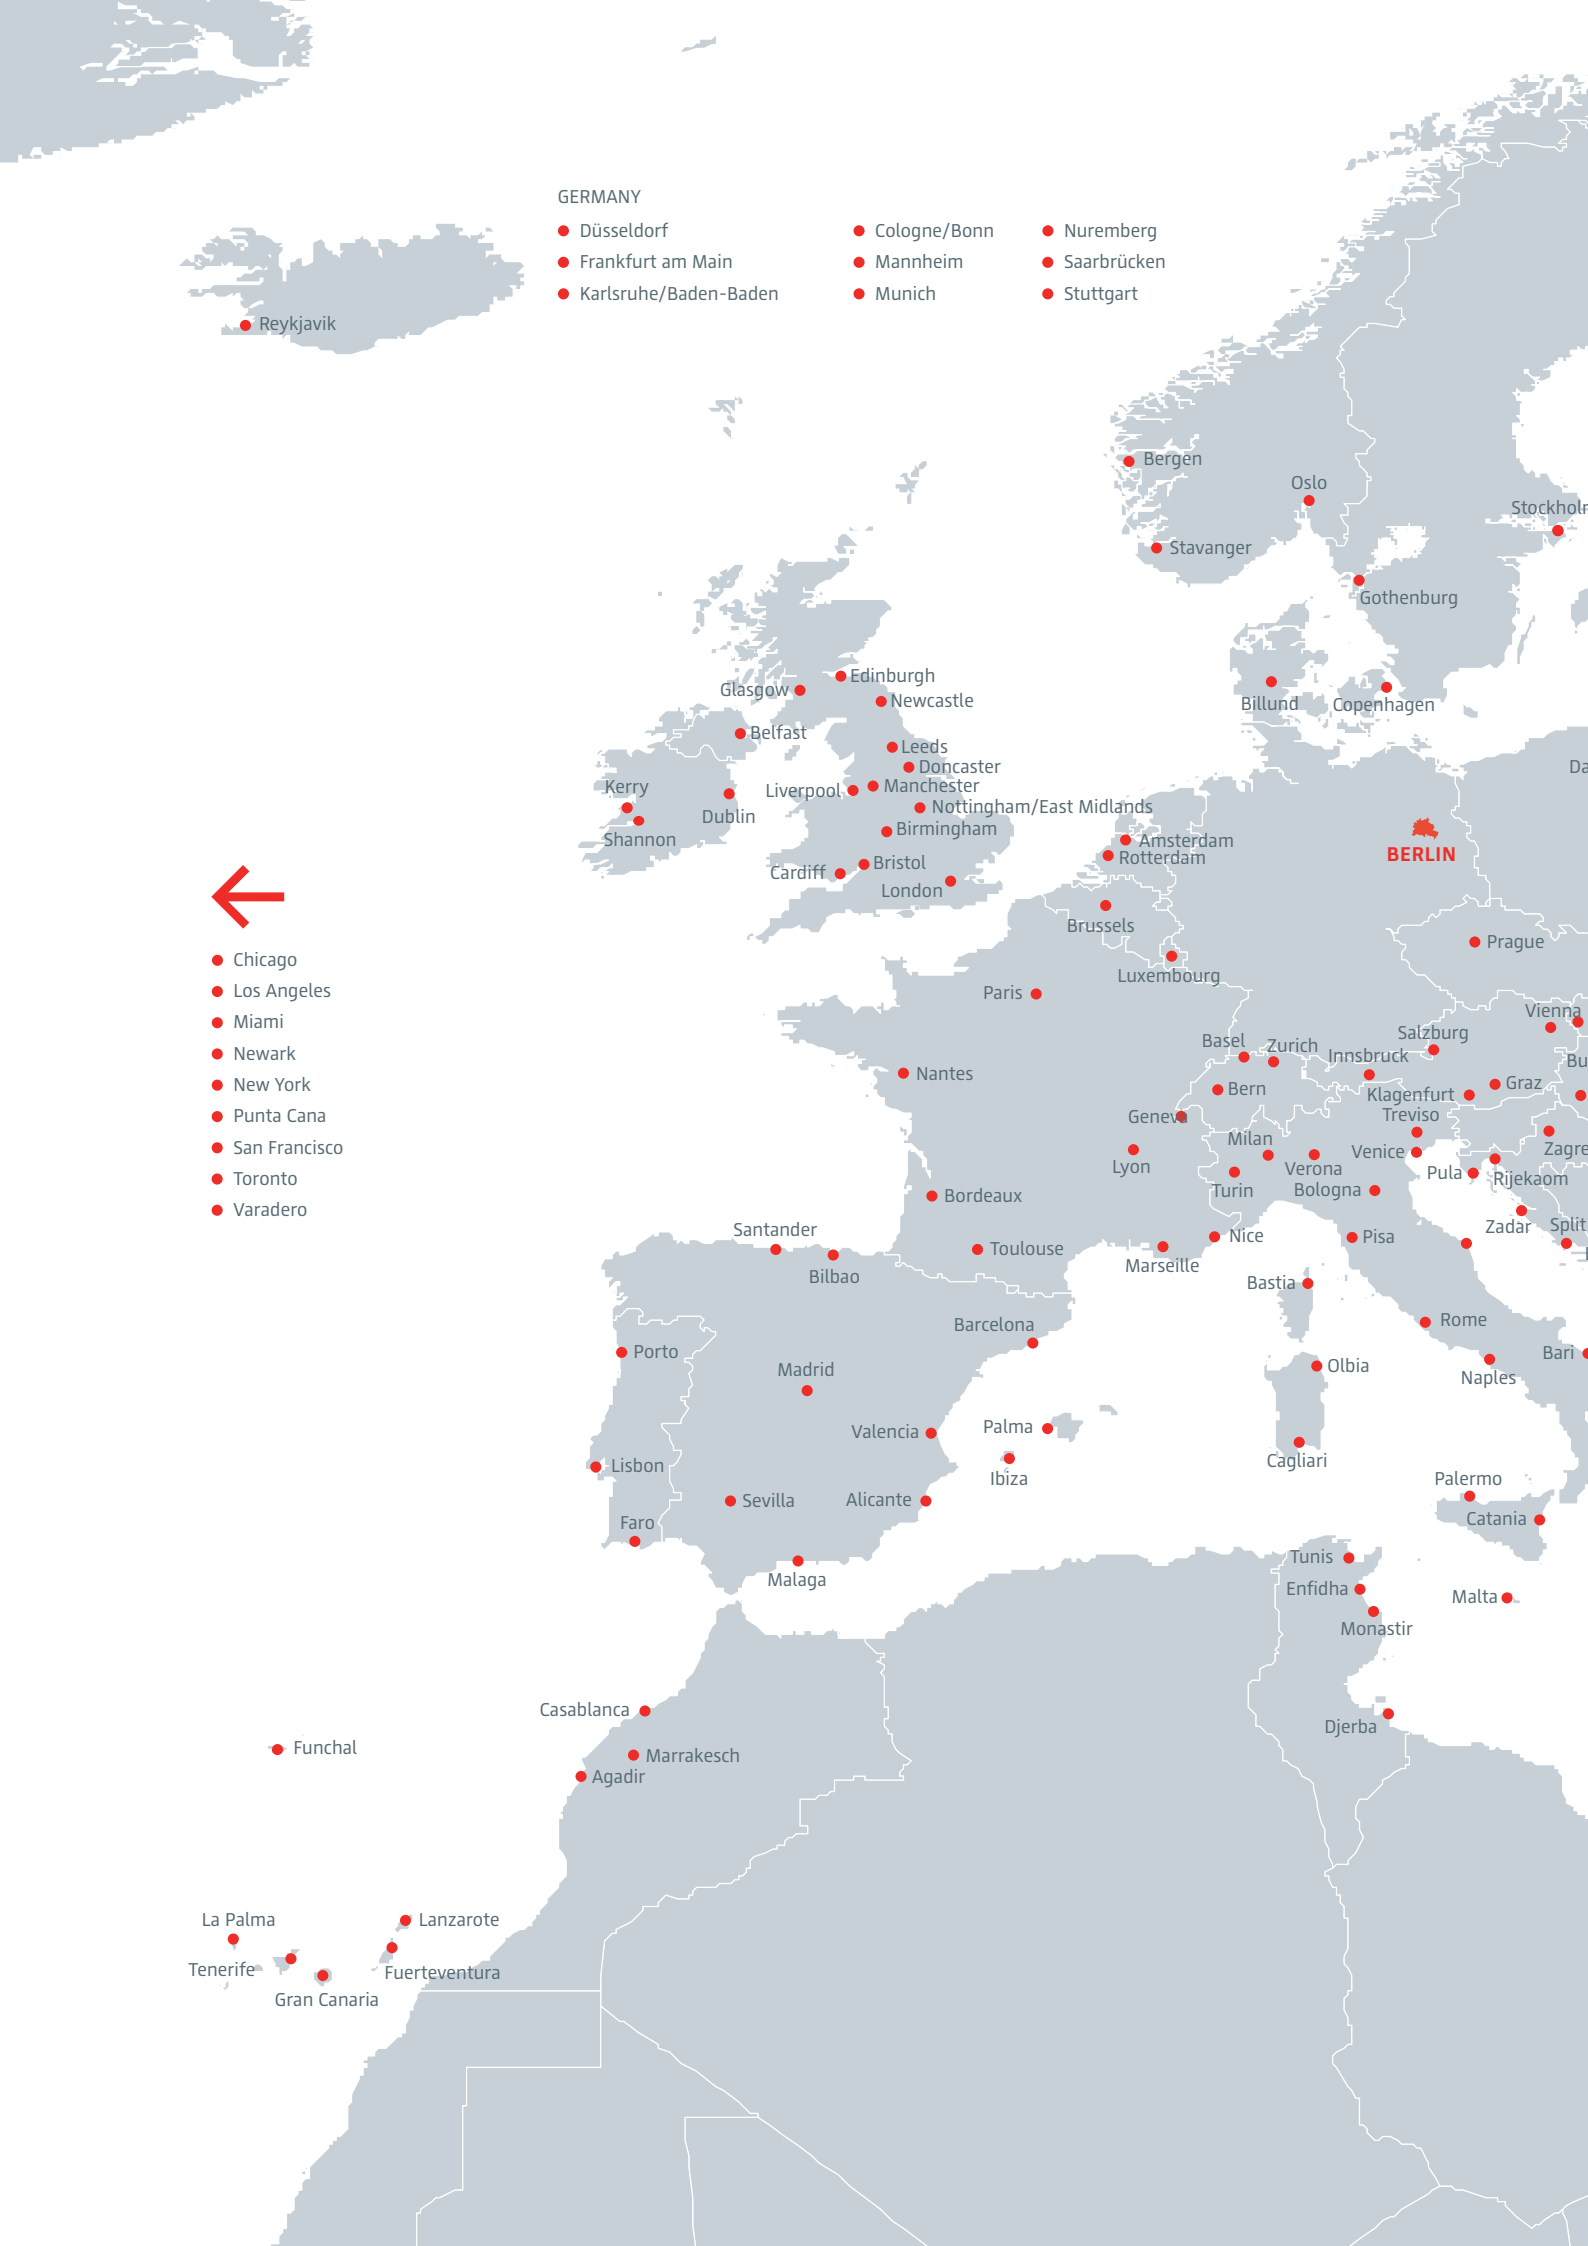 GERMANY
Düsseldorf
Frankfurt am Main
Karlsruhe/Baden-Baden
Cologne/Bonn
Mannheim
Munich
Nuremberg
Saarbrücken
Stuttgart
Reykjavik
Bergen
Oslo
Stavanger
Gothenburg
Edinburgh
Glasgow
Newcastle
Billund
Copenhagen
Belfast
Leeds
Doncaster
Kerry
Liverpool
Manchester
Nottingham/East Midlands
Dublin
Shannon
Birmingham
Amsterdam
Rotterdam
BERLIN
Cardiff
Bristol
London
Brussels
Prague
Luxembourg
Paris
Chicago
Los Angeles
Miami
Newark
New York
Punta Cana
San Francisco
Toronto
Varadero
Vienna
Salzburg
Basel
Zurich
Innsbruck
Nantes
Bern
Graz
Klagenfurt
Treviso
Geneva
Milan
Venice
Lyon
Verona
Pula
Rijekaom
Turin
Bologna
Bordeaux
Zadar
Split
Santander
Bilbao
Toulouse
Marseille
Nice
Pisa
Bastia
Barcelona
Rome
Porto
Madrid
Olbia
Bari
Naples
Valencia
Palma
Ibiza
Cagliari
Lisbon
Sevilla
Alicante
Palermo
Catania
Faro
Malaga
Tunis
Enfidha
Malta
Monastir
Casablanca
Djerba
Funchal
Marrakesch
Agadir
La Palma
Lanzarote
Tenerife
Fuerteventura
Gran Canaria